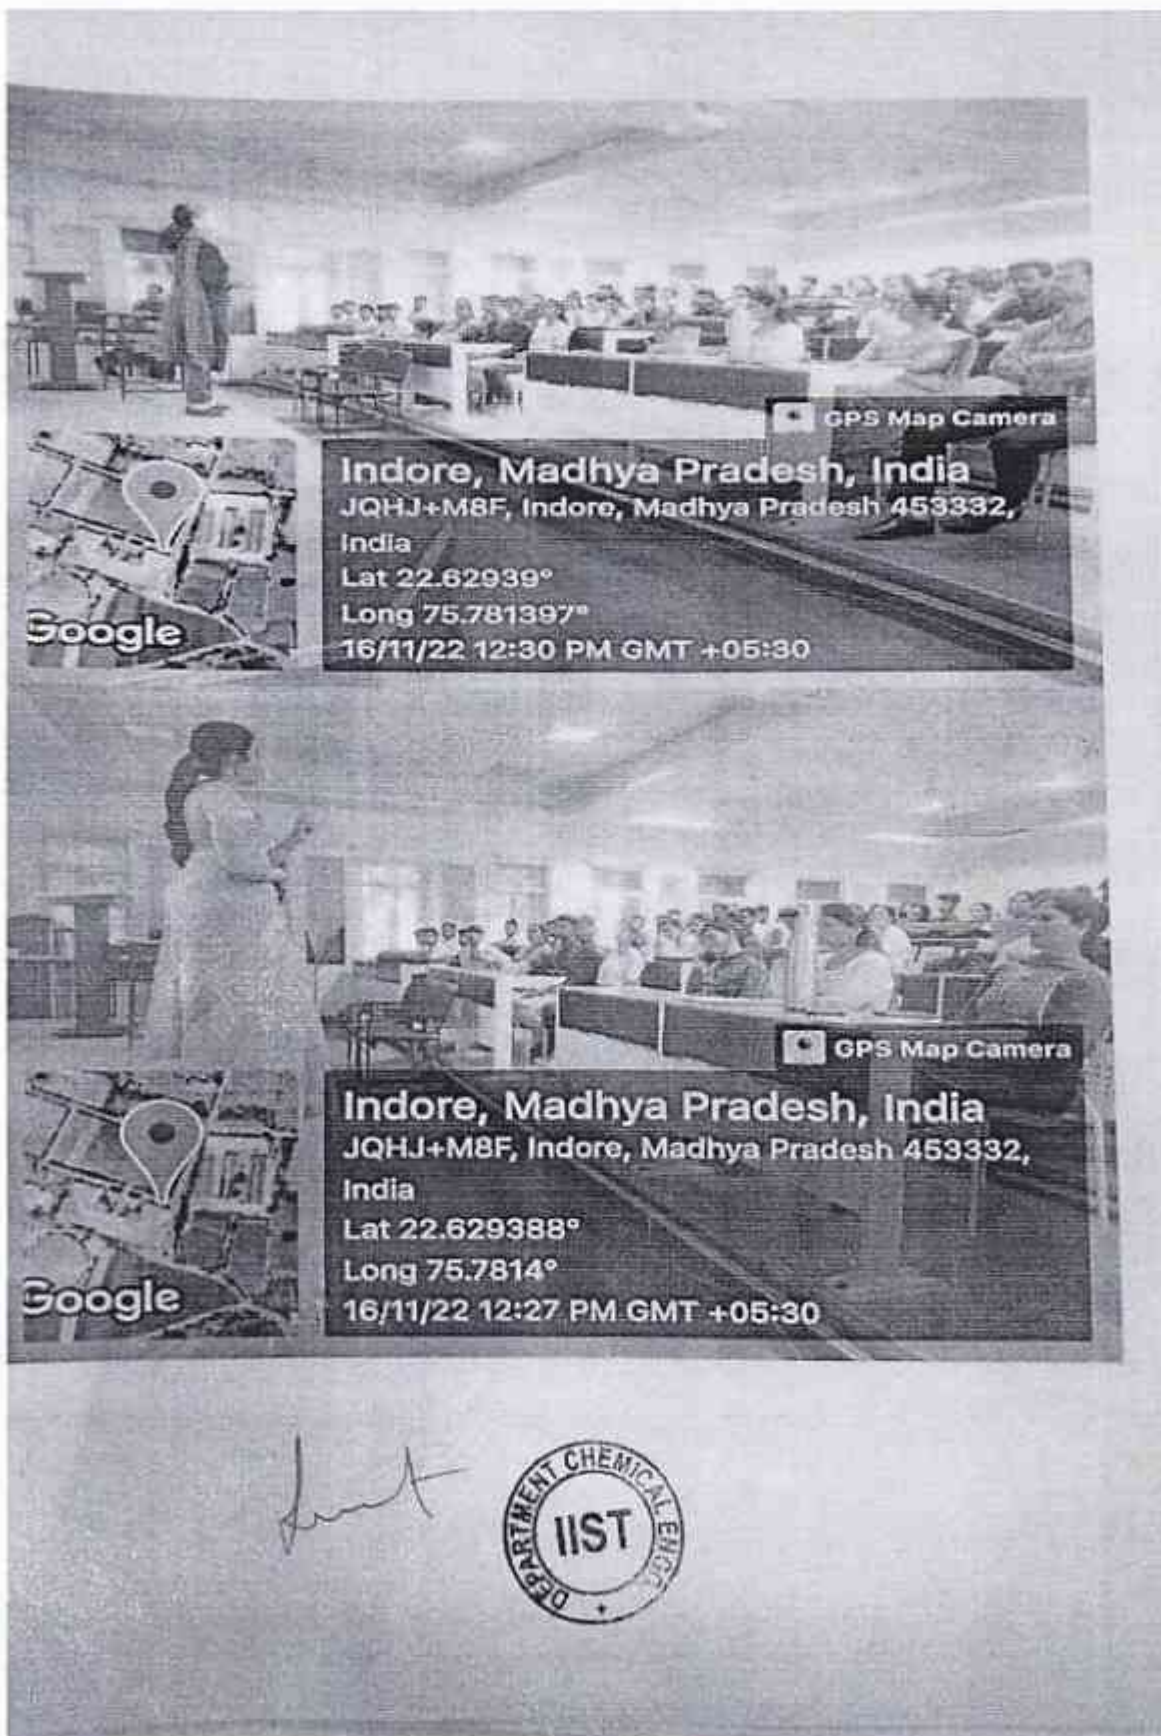 GPS Map Camera
Indore, Madhya Pradesh, India
JQHJ+M8F, Indore, Madhya Pradesh 453332,
India
Lat 22.62939°
Long 75.781397°
16/11/22 12:30 PM GMT +05:30
Google
GPS Map Camera
Indore, Madhya Pradesh, India
JQHJ+M8F, Indore, Madhya Pradesh 453332,
India
Lat 22.629388°
Long 75.7814°
16/11/22 12:27 PM GMT +05:30
Google
DEPARTMENT CHEMICAL ENGG.
IIST